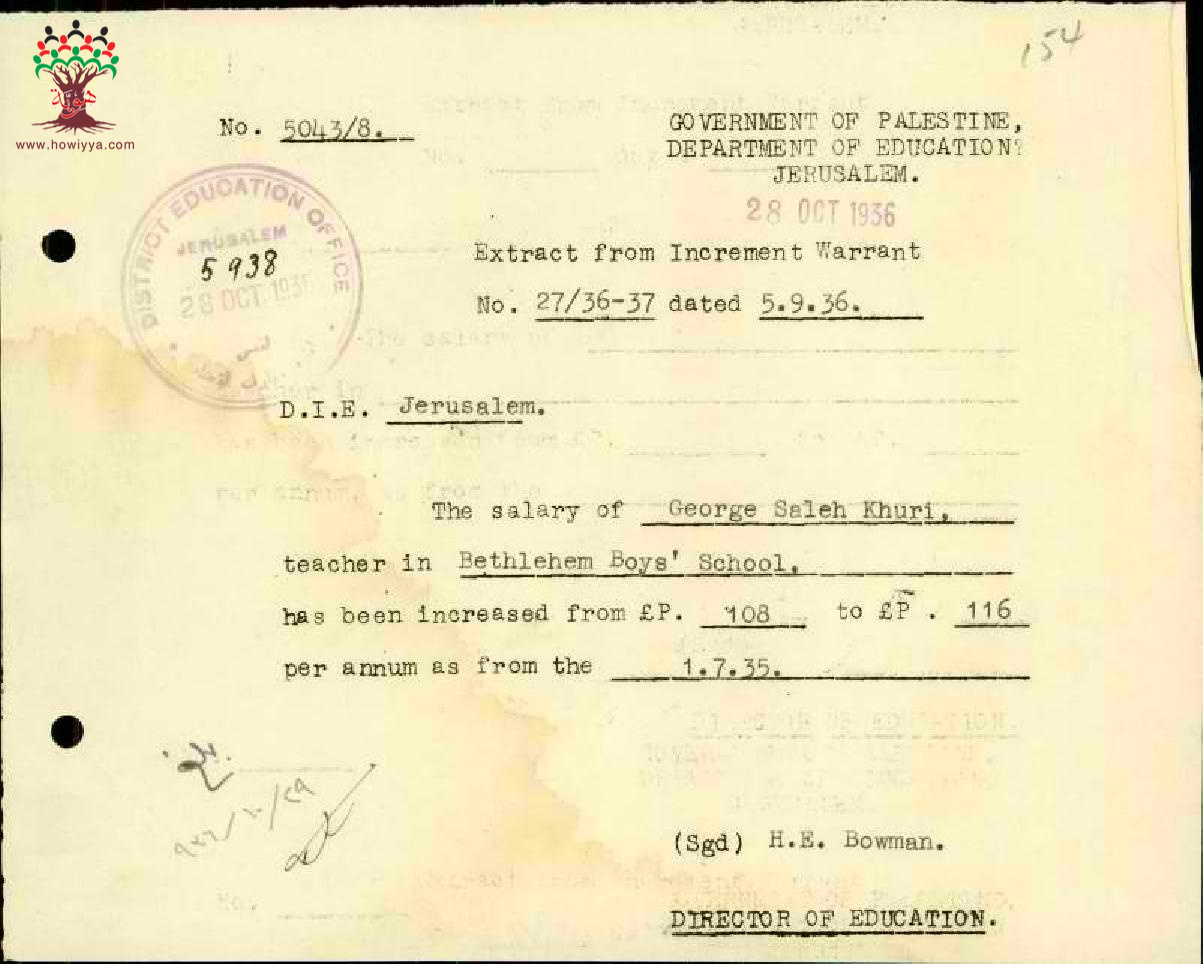 154
www.howiyya.com
No. 5043/8.
GOVERNMENT OF PALESTINE,
DEPARTMENT OF EDUCATION
JERUSALEM.
28 OCT 1936
DISTRICT EDUCATION OFFICE
JERUSALEM
5938
28 OCT
Extract from Increment Warrant
No. 27/36-37 dated 5.9.36.
D.I.E. Jerusalem.
The salary of George Saleh Khuri,
teacher in Bethlehem Boys' School,
has been increased from £P. 108 to £P. 116
per annum as from the 1.7.35.
(Sgd) H.E. Bowman.
DIRECTOR OF EDUCATION.